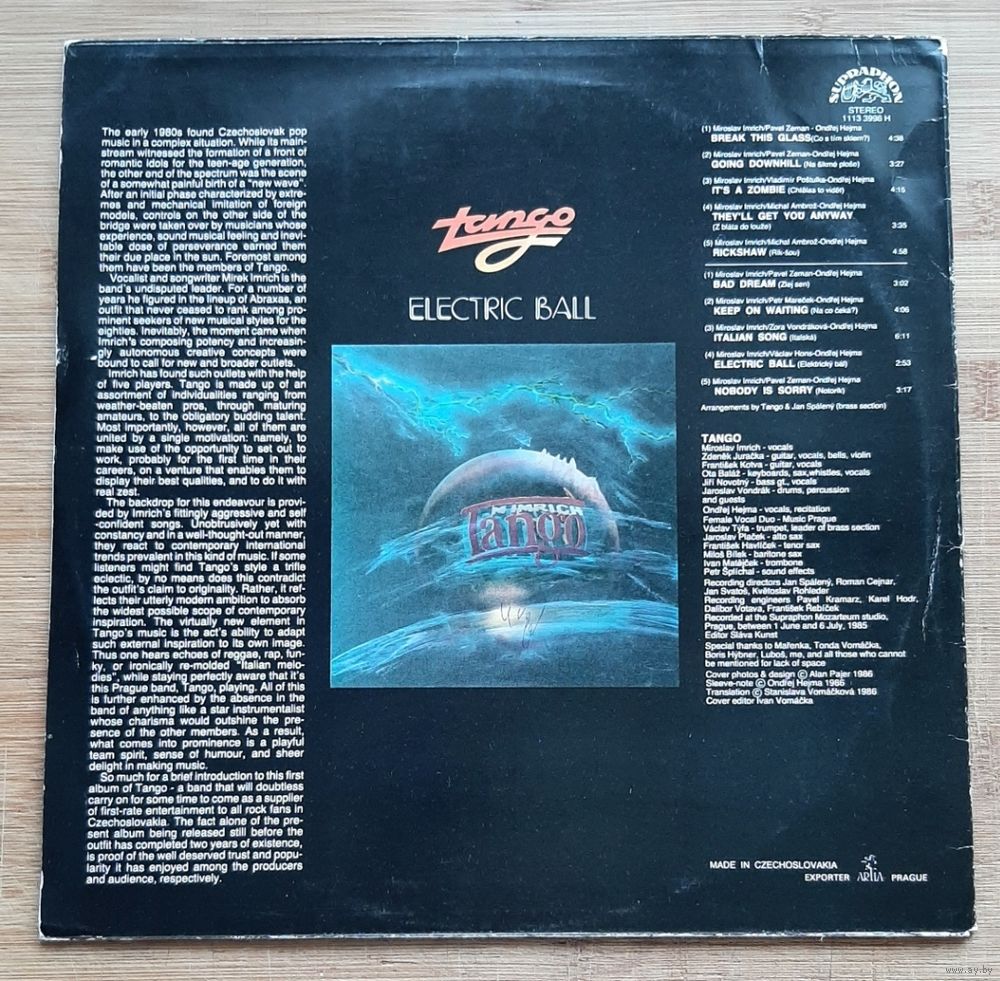 The early 1980s found Czechoslovak pop
music in a complex situation. While its main-
stream witnessed the formation of a front of
romantic idols for the teen-age generation,
the other end of the spectrum was the scene
of a somewhat painful birth of a "new wave".
After an initial phase characterized by extre-
mes and mechanical imitation of foreign
models, controls on the other side of the
bridge were taken over by musicians whose
experience, sound musical feeling and inevi-
table dose of perseverance earned them
their due place in the sun. Foremost among
them have been the members of Tango.
Vocalist and songwriter Mirek Imrich is the
band's undisputed leader. For a number of
years he figured in the lineup of Abraxas, an
outfit that never ceased to rank among pro-
minent seekers of new musical styles for the
eighties. Inevitably, the moment came when
Imrich's composing potency and increasin-
gly autonomous creative concepts were
bound to call for new and broader outlets.
Imrich has found such outlets with the help
of five players. Tango is made up of an
assortment of individualities ranging from
weather-beaten pros, through maturing
amateurs, to the obligatory budding talent.
Most importantly, however, all of them are
united by a single motivation: namely, to
make use of the opportunity to set out to
work, probably for the first time in their
careers, on a venture that enables them to
display their best qualities, and to do it with
real zest.
The backdrop for this endeavour is provi-
ded by Imrich's fittingly aggressive and self
-confident songs. Unobtrusively yet with
constancy and in a well-thought-out manner,
they react to contemporary international
trends prevalent in this kind of music. If some
listeners might find Tango's style a trifle
eclectic, by no means does this contradict
the outfit's claim to originality. Rather, it ref-
lects their utterly modern ambition to absorb
the widest possible scope of contemporary
inspiration. The virtually new element in
Tango's music is the act's ability to adapt
such external inspiration to its own image.
Thus one hears echoes of reggae, rap, fun-
ky, or ironically re-molded "Italian melo-
dies", while staying perfectly aware that it's
this Prague band, Tango, playing. All of this
is further enhanced by the absence in the
band of anything like a star instrumentalist
whose charisma would outshine the pre-
sence of the other members. As a result,
what comes into prominence is a playful
team spirit, sense of humour, and sheer
delight in making music.
So much for a brief introduction to this first
album of Tango - a band that will doubtless
carry on for some time to come as a supplier
of first-rate entertainment to all rock fans in
Czechoslovakia. The fact alone of the pre-
sent album being released still before the
outfit has completed two years of existence,
is proof of the well deserved trust and popu-
larity it has enjoyed among the producers
and audience, respectively.
tango
ELECTRIC BALL
M.IMRICH
Tango
SUPRAPHON
STEREO
1113 3996 H
(1) Miroslav Imrich/Pavel Zeman - Ondřej Hejma
BREAK THIS GLASS(Co s tím sklem?) 4:38
(2) Miroslav Imrich/Pavel Zeman-Ondřej Hejma
GOING DOWNHILL (Na šikmé ploše) 3:27
(3) Miroslav Imrich/Vladimír Poštulka-Ondřej Hejma
IT'S A ZOMBIE (Chtělas to vidět) 4:15
(4) Miroslav Imrich/Michal Ambrož-Ondřej Hejma
THEY'LL GET YOU ANYWAY
(Z bláta do louže) 3:35
(5) Miroslav Imrich/Michal Ambrož-Ondřej Hejma
RICKSHAW (Rik-šou) 4:58
(1) Miroslav Imrich/Pavel Zeman-Ondřej Hejma
BAD DREAM (Zlej sen) 3:02
(2) Miroslav Imrich/Petr Mareček-Ondřej Hejma
KEEP ON WAITING (Na co čeká?) 4:06
(3) Miroslav Imrich/Zora Vondráková-Ondřej Hejma
ITALIAN SONG (Italská) 6:11
(4) Miroslav Imrich/Václav Hons-Ondřej Hejma
ELECTRIC BALL (Elektrický bál) 2:53
(5) Miroslav Imrich/Pavel Zeman-Ondřej Hejma
NOBODY IS SORRY (Notorik) 3:17
Arrangements by Tango & Jan Spálený (brass section)
TANGO
Miroslav Imrich - vocals
Zdeněk Juračka - guitar, vocals, bells, violin
František Kotva - guitar, vocals
Ota Baláž - keyboards, sax,whistles, vocals
Jiří Novotný - bass gt., vocals
Jaroslav Vondrák - drums, percussion
and guests
Ondřej Hejma - vocals, recitation
Female Vocal Duo - Music Prague
Václav Týfa - trumpet, leader of brass section
Jaroslav Plaček - alto sax
František Havlíček - tenor sax
Miloš Bílek - baritone sax
Ivan Matějček - trombone
Petr Šplíchal - sound effects
Recording directors Jan Spálený, Roman Cejnar,
Jan Svatoš, Květoslav Rohleder
Recording engineers Pavel Kramarz, Karel Hodr,
Dalibor Votava, František Řebíček
Recorded at the Supraphon Mozarteum studio,
Prague, between 1 June and 6 July, 1985
Editor Sláva Kunst
Special thanks to Mařenka, Tonda Vomáčka,
Boris Hýbner, Luboš, me, and all those who cannot
be mentioned for lack of space
Cover photos & design © Alan Pajer 1986
Sleeve-note © Ondřej Hejma 1986
Translation © Stanislava Vomáčková 1986
Cover editor Ivan Vomáčka
MADE IN CZECHOSLOVAKIA
EXPORTER ARTIA PRAGUE
www.ay.by